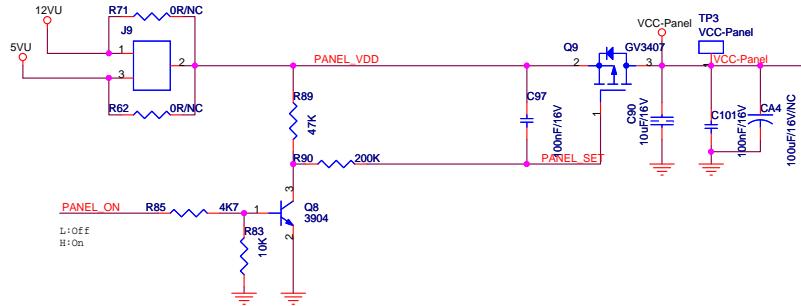 12VU
R71 0R/NC
J9
5VU
1
3
2
R62 0R/NC
PANEL_VDD
R89
47K
R90 200K
PANEL_SET
C97
100nF/16V
Q9
GV3407
2
3
1
VCC-Panel
TP3
VCC-Panel
VCC-Panel
1
C90
10uF/16V
C101
100nF/16V
CA4
100uF/16V/NC
PANEL_ON
R85 4K7
L:Off
H:On
R83
10K
1
3
2
Q8
3904